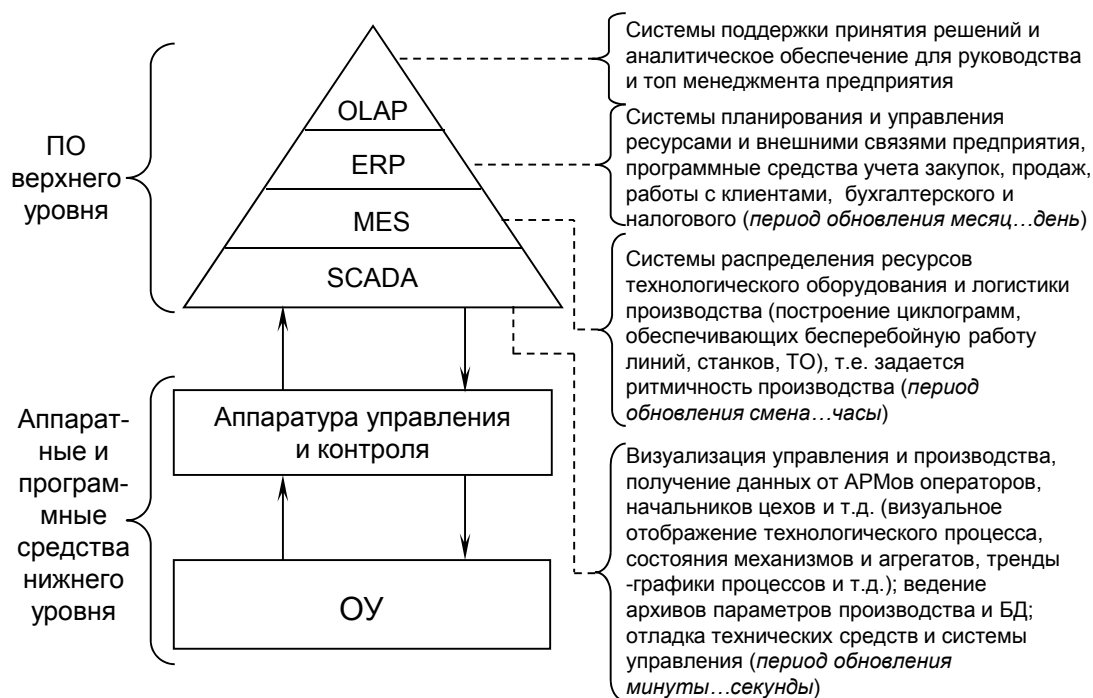 ПО
верхнего
уровня
OLAP
ERP
MES
SCADA
Аппарат-
ные и
програм-
мные
средства
нижнего
уровня
Аппаратура управления
и контроля
ОУ
Системы поддержки принятия решений и
аналитическое обеспечение для руководства
и топ менеджмента предприятия
Системы планирования и управления
ресурсами и внешними связями предприятия,
программные средства учета закупок, продаж,
работы с клиентами, бухгалтерского и
налогового (период обновления месяц…день)
Системы распределения ресурсов
технологического оборудования и логистики
производства (построение циклограмм,
обеспечивающих бесперебойную работу
линий, станков, ТО), т.е. задается
ритмичность производства (период
обновления смена…часы)
Визуализация управления и производства,
получение данных от АРМов операторов,
начальников цехов и т.д. (визуальное
отображение технологического процесса,
состояния механизмов и агрегатов, тренды
-графики процессов и т.д.); ведение
архивов параметров производства и БД;
отладка технических средств и системы
управления (период обновления
минуты…секунды)